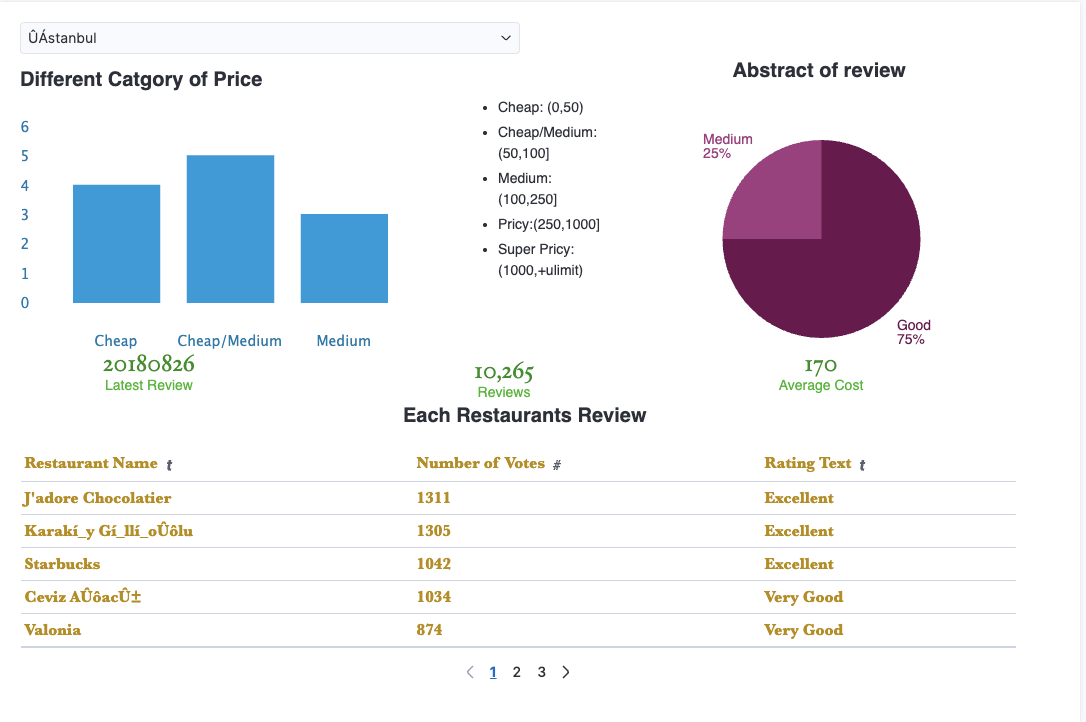 ÛÁstanbul
Different Catgory of Price
Abstract of review
6
5
4
3
2
1
0
Cheap
Cheap/Medium
Medium
• Cheap: (0,50)
• Cheap/Medium:
(50,100]
• Medium:
(100,250]
• Pricy:(250,1000]
• Super Pricy:
(1000,+ulimit)
Medium
25%
Good
75%
20180826
Latest Review
10,265
Reviews
170
Average Cost
Each Restaurants Review
Restaurant Name t Number of Votes # Rating Text t
J'adore Chocolatier 1311 Excellent
Karakí_y Gí_llí_oÛôlu 1305 Excellent
Starbucks 1042 Excellent
Ceviz AÛôacÛ± 1034 Very Good
Valonia 874 Very Good
1 2 3